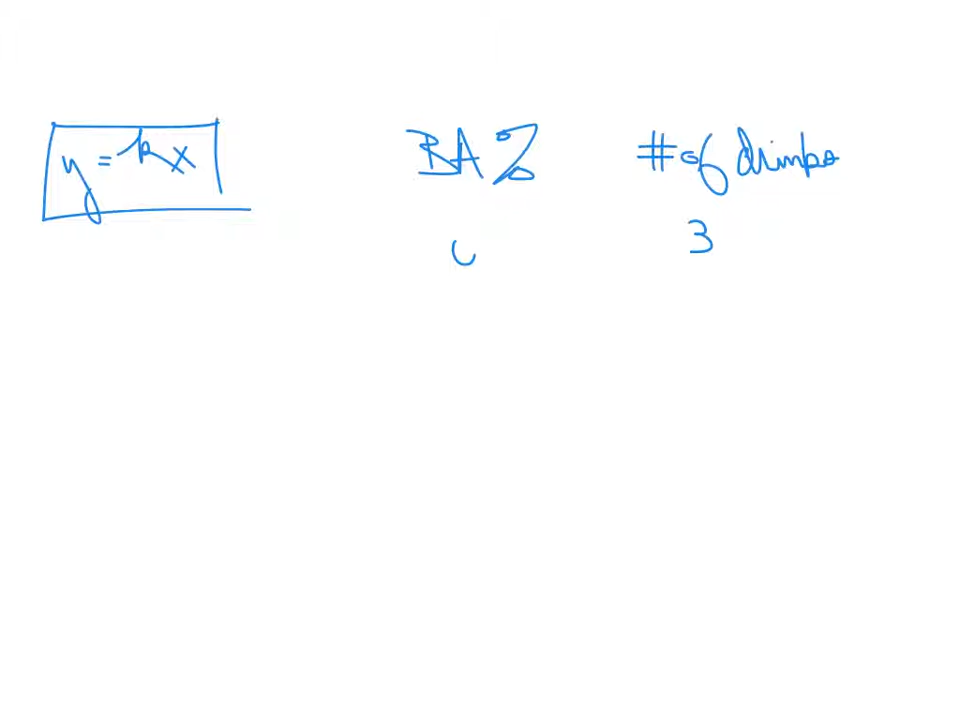 y = kx
BA %
# of drinks
3